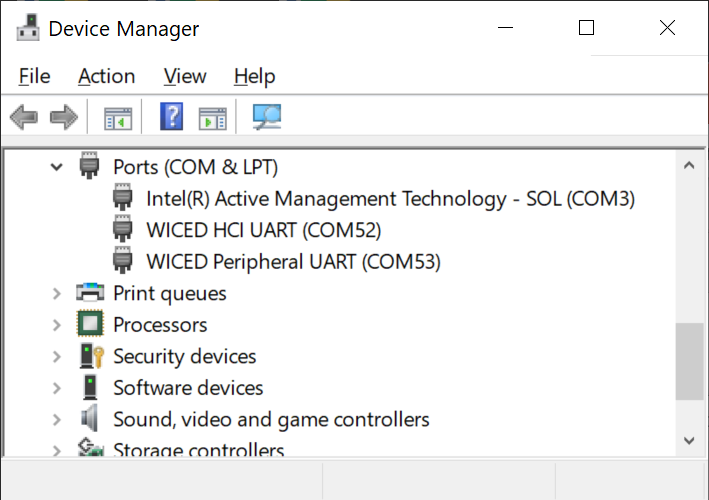 Device Manager
File Action View Help
Ports (COM & LPT)
Intel(R) Active Management Technology - SOL (COM3)
WICED HCI UART (COM52)
WICED Peripheral UART (COM53)
Print queues
Processors
Security devices
Software devices
Sound, video and game controllers
Storage controllers